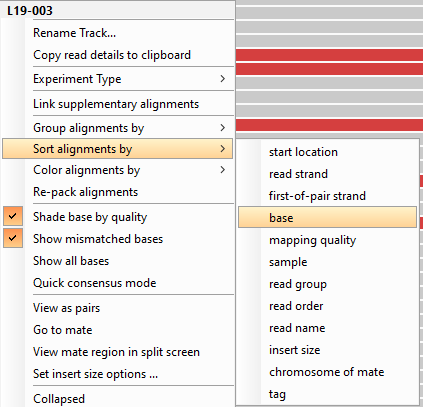 L19-003
Rename Track...
Copy read details to clipboard
Experiment Type
Link supplementary alignments
Group alignments by
Sort alignments by
Color alignments by
Re-pack alignments
Shade base by quality
Show mismatched bases
Show all bases
Quick consensus mode
View as pairs
Go to mate
View mate region in split screen
Set insert size options ...
Collapsed
start location
read strand
first-of-pair strand
base
mapping quality
sample
read group
read order
read name
insert size
chromosome of mate
tag